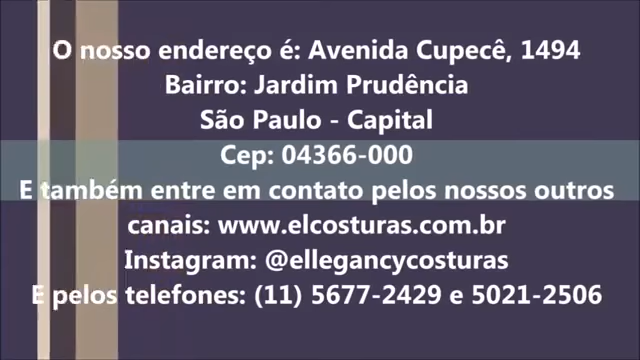 O nosso endereço é: Avenida Cupecê, 1494
Bairro: Jardim Prudência
São Paulo - Capital
Cep: 04366-000
E também entre em contato pelos nossos outros
canais: www.elcosturas.com.br
Instagram: @ellegancycosturas
E pelos telefones: (11) 5677-2429 e 5021-2506